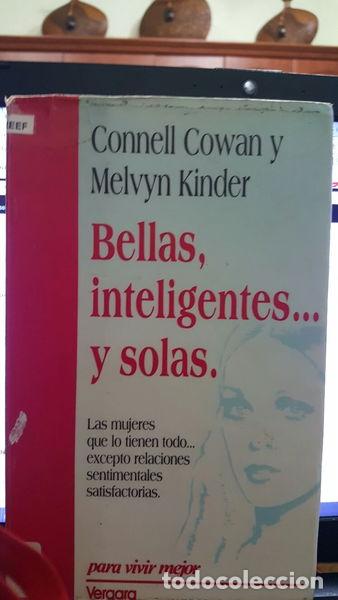 EEF
Connell Cowan y
Melvyn Kinder
Bellas,
inteligentes...
y solas.
Las mujeres
que lo tienen todo...
excepto relaciones
sentimentales
satisfactorias.
para vivir mejor
Vergara
todocoleccion